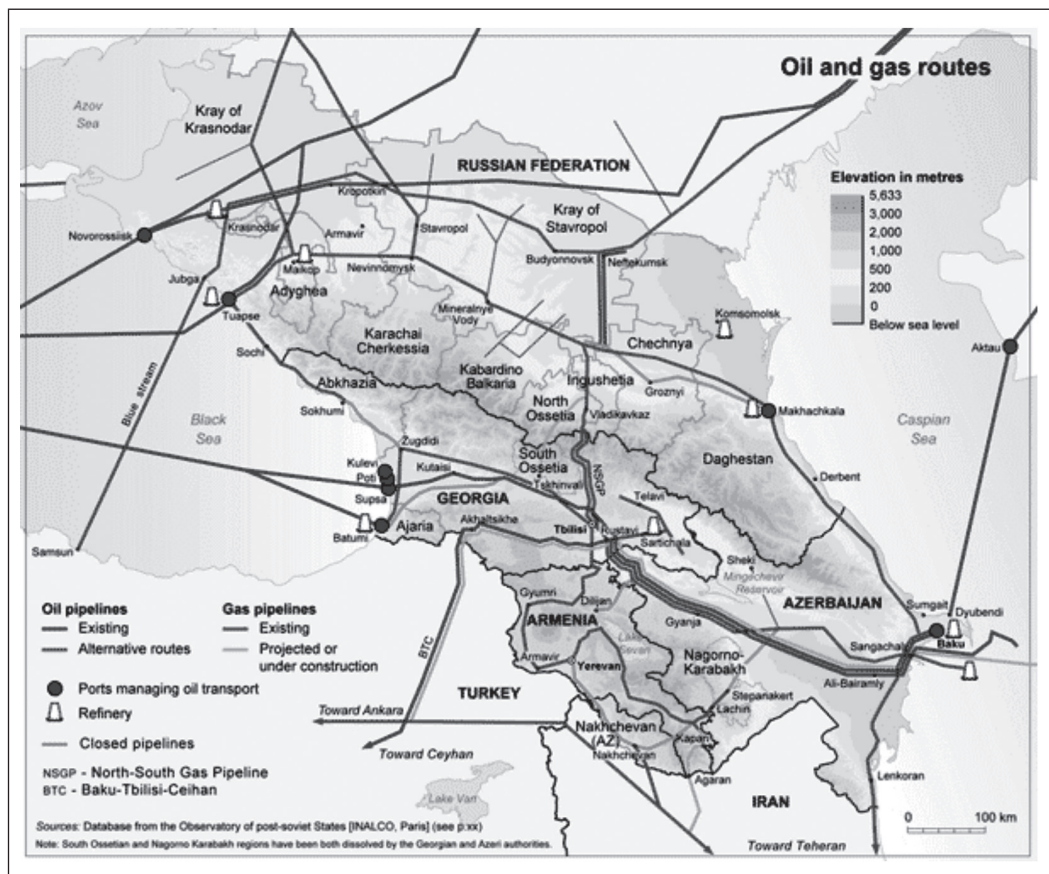 Oil and gas routes
Azov
Sea
Kray of
Krasnodar
RUSSIAN FEDERATION
Elevation in metres
5,633
3,000
2,000
1,000
500
200
0
Below sea level
Kropotkin
Novorossiisk
Krasnodar
Armavir
Stavropol
Kray of
Stavropol
Budyonnovsk
Neftekumsk
Jubga
Maikop
Nevinnomysk
Adyghea
Tuapse
Mineralnye
Vody
Komsomolsk
Karachai
Cherkessia
Chechnya
Aktau
Sochi
Abkhazia
Kabardino
Balkaria
Ingushetia
Groznyi
Blue stream
Sokhumi
North
Ossetia
Vladikavkaz
Makhachkala
Black
Sea
Caspian
Sea
Zugdidi
Kulevi
Poti
Supsa
Kutaisi
South
Ossetia
Tskhinvali
NSGP
Daghestan
Derbent
GEORGIA
Telavi
Batumi
Ajaria
Akhaltsikhe
Tbilisi
Rustavi
Sartichala
Samsun
Sheki
Mingechevir
Reservoir
Oil pipelines
Existing
Alternative routes
Gas pipelines
Existing
Projected or
under construction
Gyumri
Dilijan
ARMENIA
Gyanja
AZERBAIJAN
Sumgait
Dyubendi
Baku
Sangachal
BTC
Lake
Sevan
Armavir
Yerevan
Nagorno-
Karabakh
Ali-Bairamly
Ports managing oil transport
Refinery
Closed pipelines
TURKEY
Stepanakert
Lachin
Toward Ankara
Nakhchevan
(AZ)
Nakhchevan
Kapan
NSGP - North-South Gas Pipeline
BTC - Baku-Tbilisi-Ceihan
Toward Ceyhan
Agaran
Lenkoran
Lake Van
IRAN
0 100 km
Sources: Database from the Observatory of post-soviet States [INALCO, Paris] (see p.xx)
Note: South Ossetian and Nagorno Karabakh regions have been both dissolved by the Georgian and Azeri authorities.
Toward Teheran